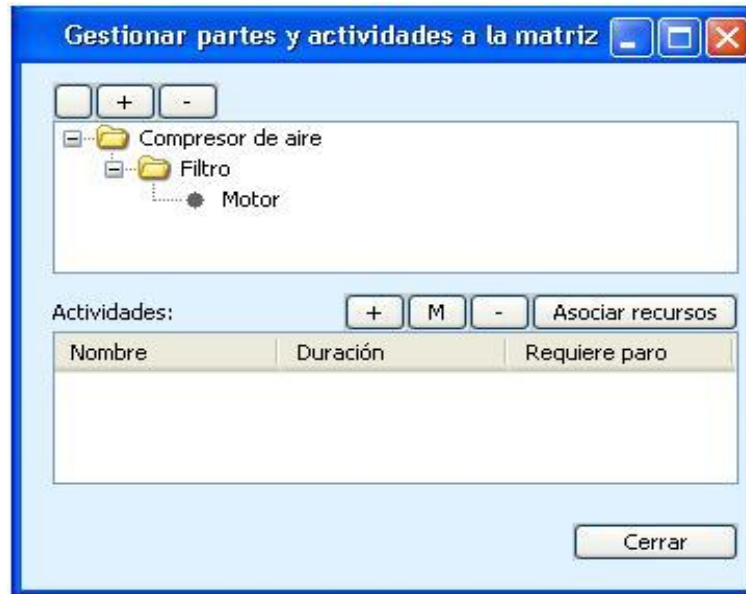 Gestionar partes y actividades a la matriz
+ -
Compresor de aire
Filtro
Motor
Actividades: + M - Asociar recursos
Nombre Duración Requiere paro
Cerrar